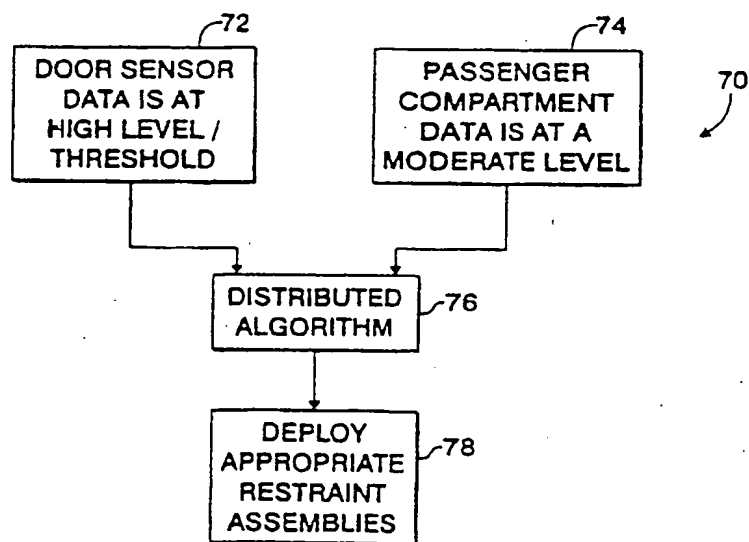 72
DOOR SENSOR
DATA IS AT
HIGH LEVEL /
THRESHOLD
74
PASSENGER
COMPARTMENT
DATA IS AT A
MODERATE LEVEL
70
DISTRIBUTED
ALGORITHM
76
DEPLOY
APPROPRIATE
RESTRAINT
ASSEMBLIES
78